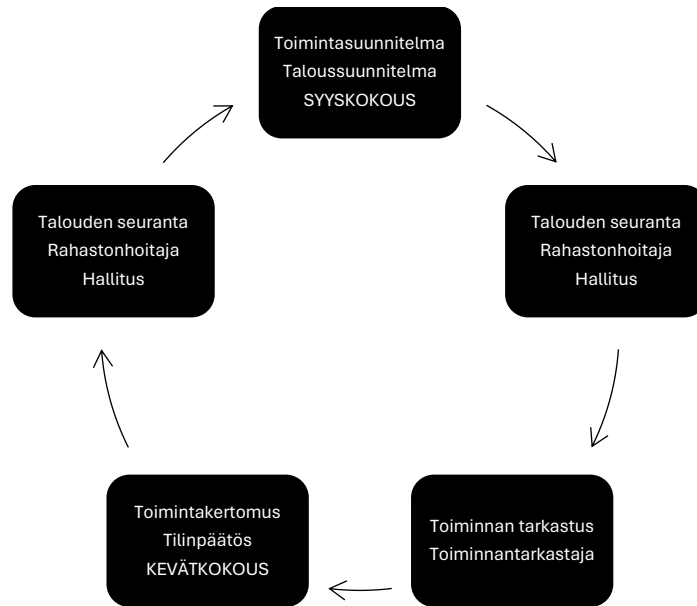 Toimintasuunnitelma
Taloussuunnitelma
SYYSKOKOUS
Talouden seuranta
Rahastonhoitaja
Hallitus
Toiminnan tarkastus
Toiminnantarkastaja
Toimintakertomus
Tilinpäätös
KEVÄTKOKOUS
Talouden seuranta
Rahastonhoitaja
Hallitus